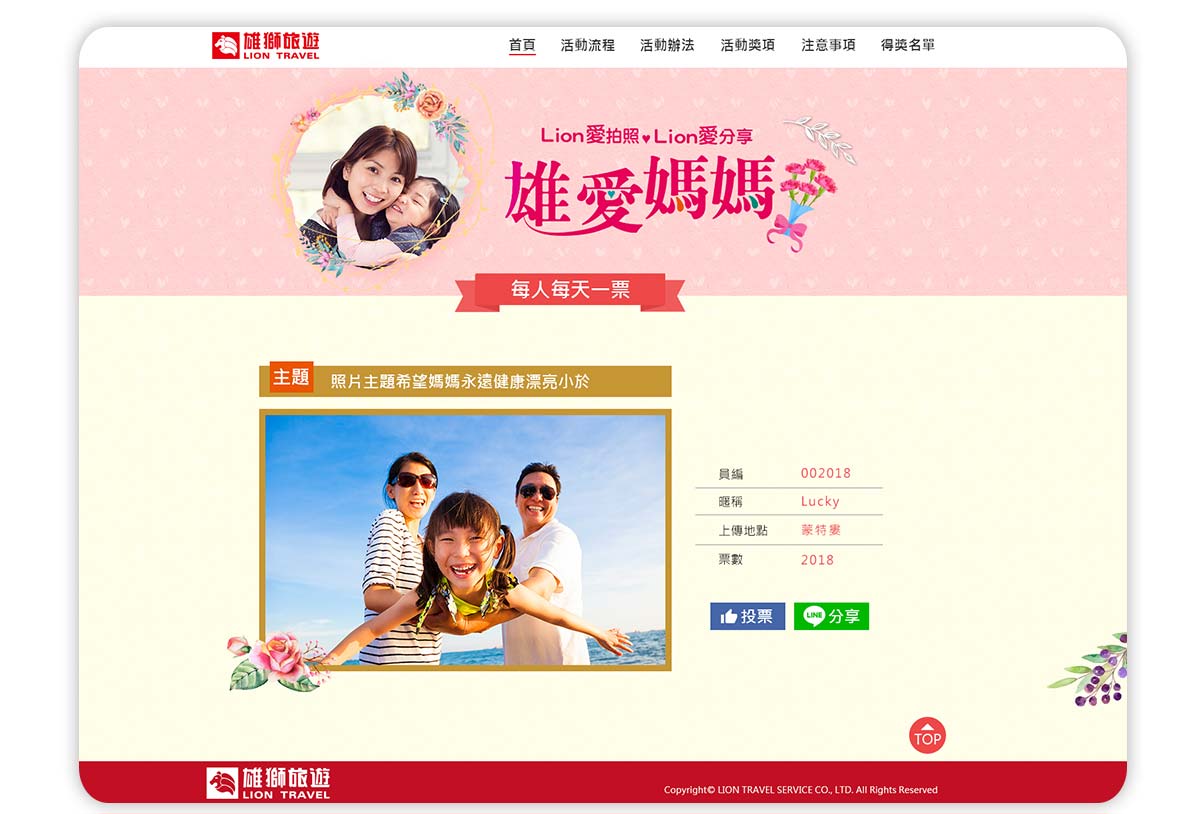 雄獅旅遊
LION TRAVEL
首頁 活動流程 活動辦法 活動獎項 注意事項 得獎名單
Lion愛拍照♥Lion愛分享
雄愛媽媽
每人每天一票
主題 照片主題希望媽媽永遠健康漂亮小於
員編 002018
暱稱 Lucky
上傳地點 蒙特婁
票數 2018
投票 LINE 分享
TOP
雄獅旅遊
LION TRAVEL
Copyright© LION TRAVEL SERVICE CO., LTD. All Rights Reserved